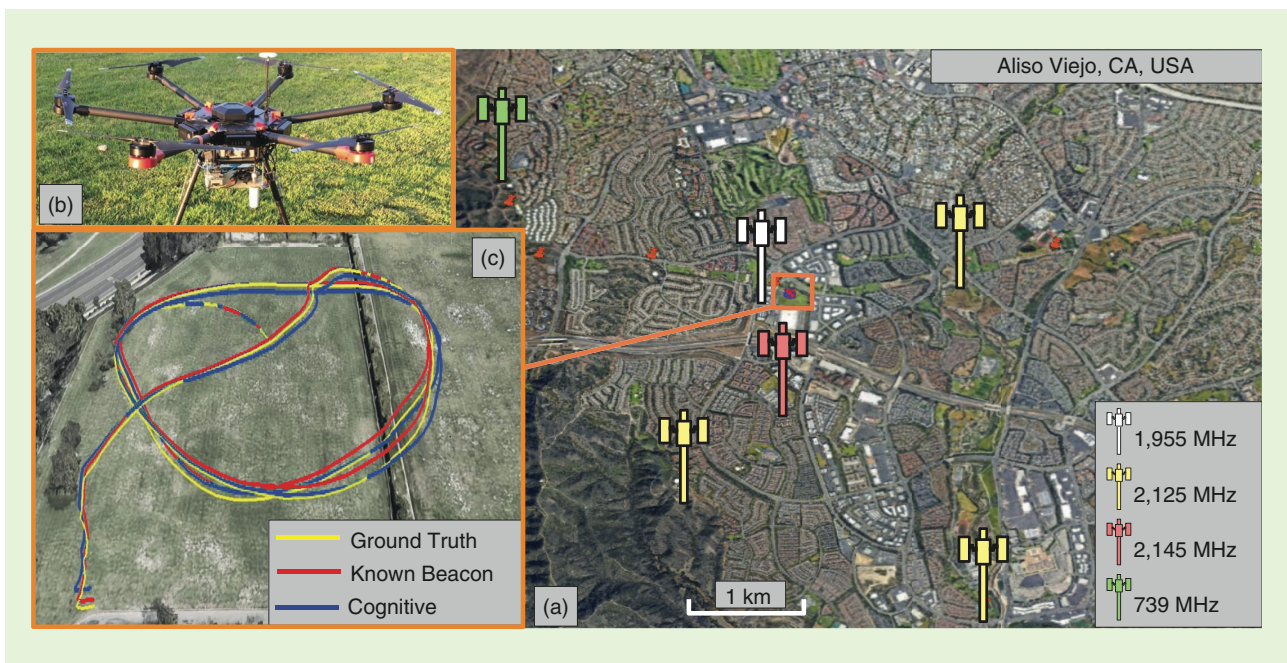 Aliso Viejo, CA, USA
(b)
(c)
Ground Truth
Known Beacon
Cognitive
(a)
1 km
1,955 MHz
2,125 MHz
2,145 MHz
739 MHz